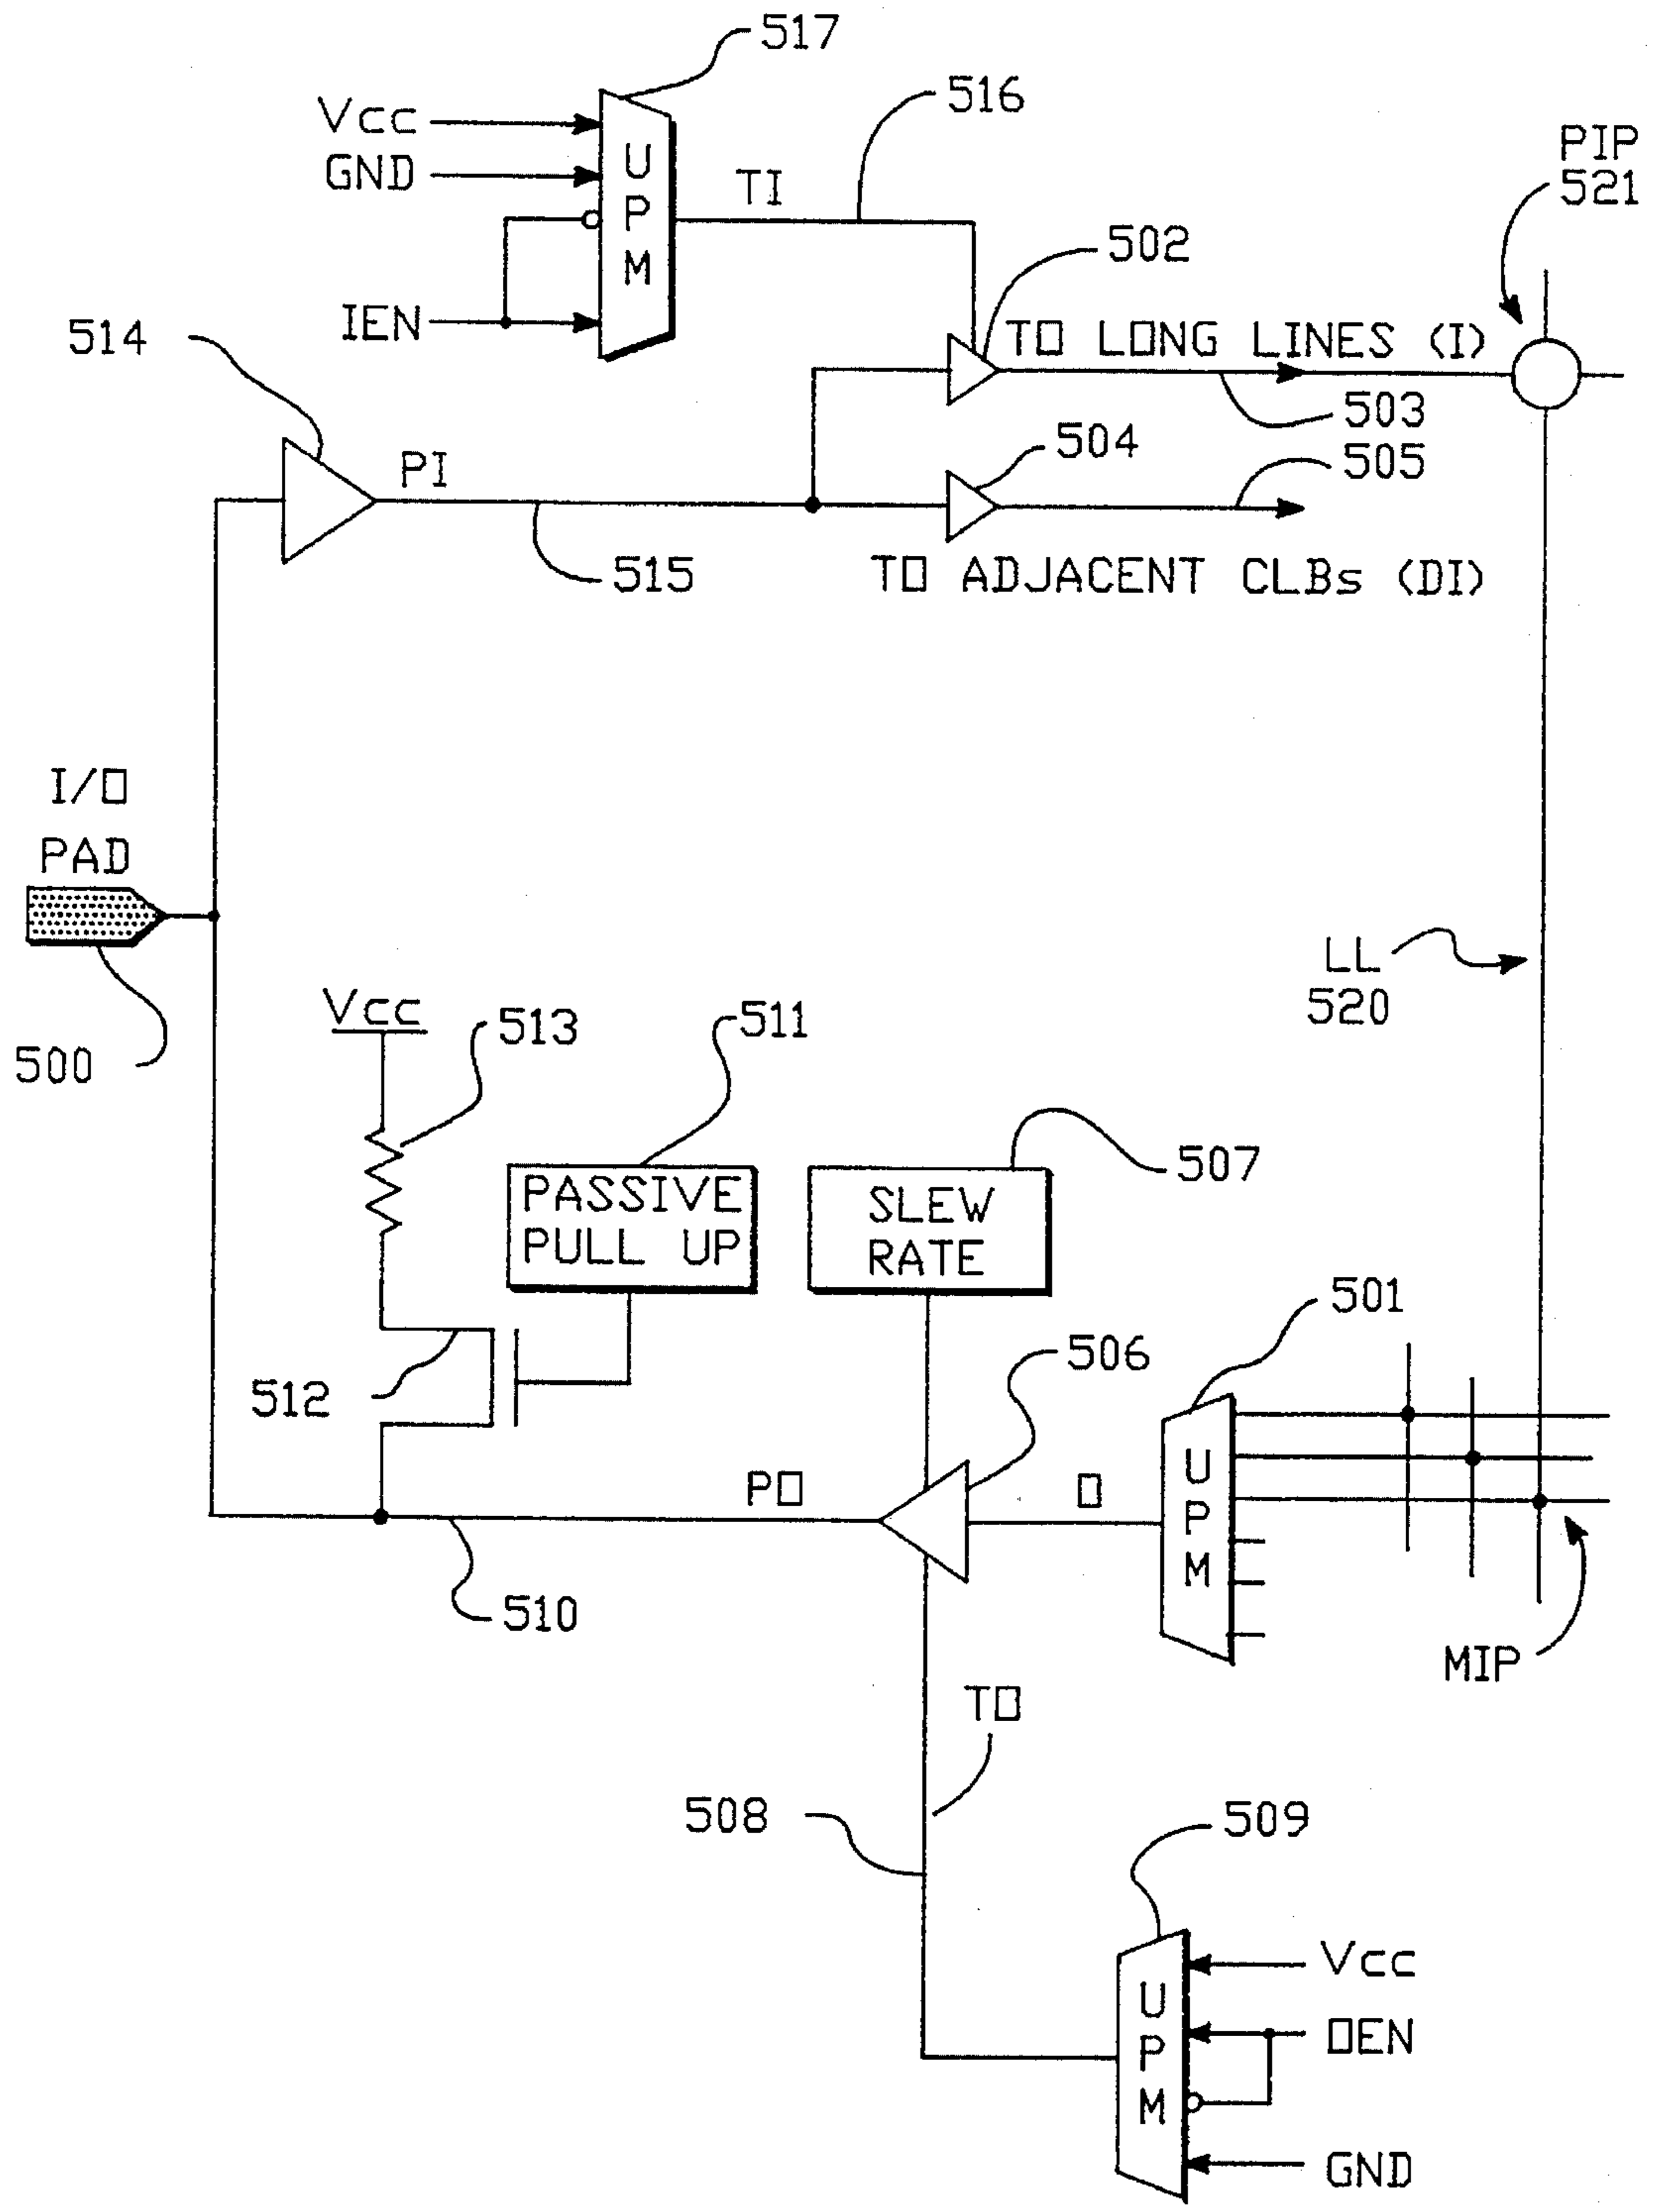 517
Vcc
516
GND
U
P
M
TI
PIP
521
IEN
502
514
TO LONG LINES (I)
503
504
505
PI
515
TO ADJACENT CLBs (DI)
I/O
PAD
500
LL
520
Vcc
513
511
PASSIVE
PULL UP
507
SLEW
RATE
512
501
506
PO
O
U
P
M
510
MIP
TO
508
509
Vcc
U
P
M
OEN
GND